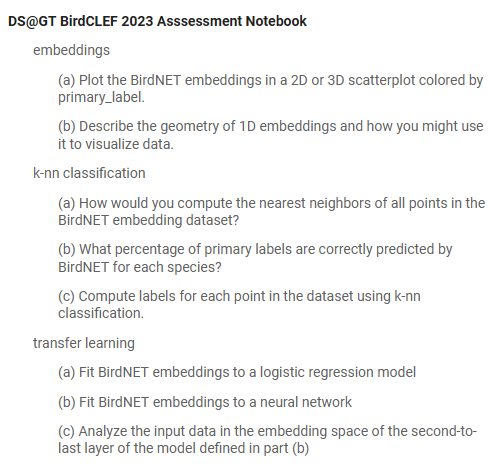 DS@GT BirdCLEF 2023 Asssessment Notebook
embeddings
(a) Plot the BirdNET embeddings in a 2D or 3D scatterplot colored by
primary_label.
(b) Describe the geometry of 1D embeddings and how you might use
it to visualize data.
k-nn classification
(a) How would you compute the nearest neighbors of all points in the
BirdNET embedding dataset?
(b) What percentage of primary labels are correctly predicted by
BirdNET for each species?
(c) Compute labels for each point in the dataset using k-nn
classification.
transfer learning
(a) Fit BirdNET embeddings to a logistic regression model
(b) Fit BirdNET embeddings to a neural network
(c) Analyze the input data in the embedding space of the second-to-
last layer of the model defined in part (b)